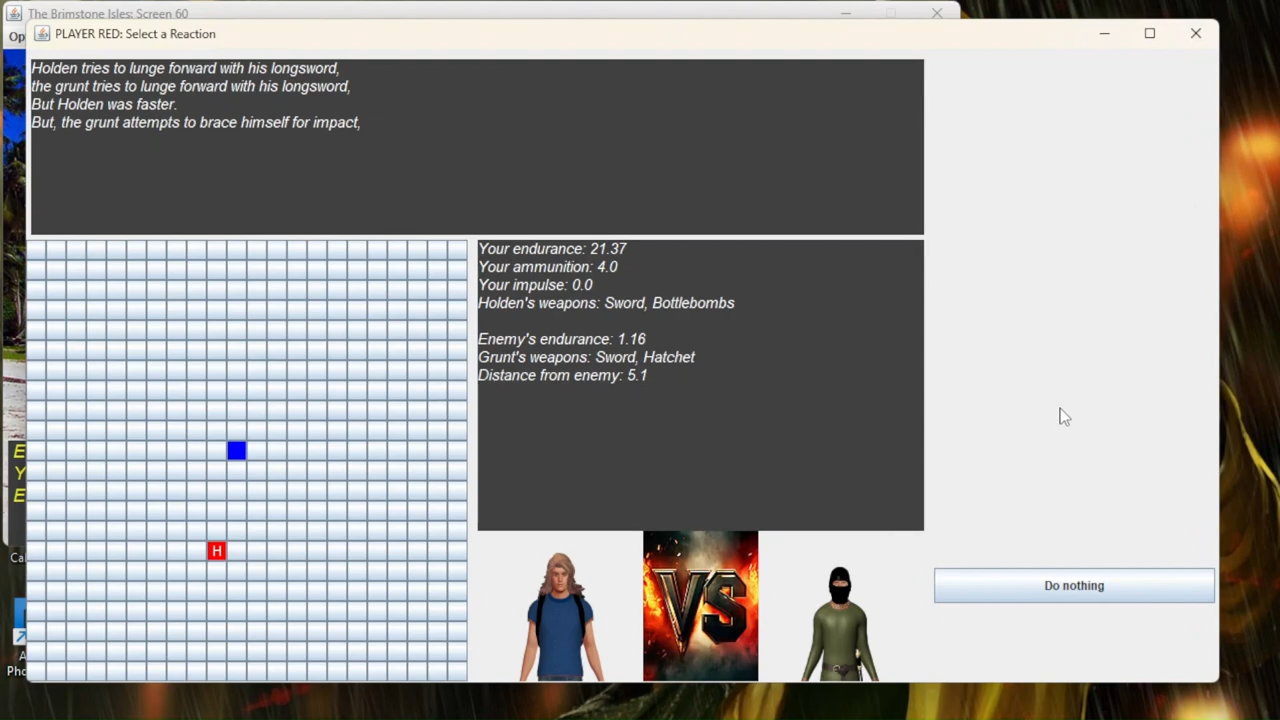 The Brimstone Isles: Screen 60
Op
PLAYER RED: Select a Reaction
Holden tries to lunge forward with his longsword,
the grunt tries to lunge forward with his longsword,
But Holden was faster.
But, the grunt attempts to brace himself for impact,
Your endurance: 21.37
Your ammunition: 4.0
Your impulse: 0.0
Holden's weapons: Sword, Bottlebombs
Enemy's endurance: 1.16
Grunt's weapons: Sword, Hatchet
Distance from enemy: 5.1
H
VS
Do nothing
E
Y
E
Cal
A
Pho